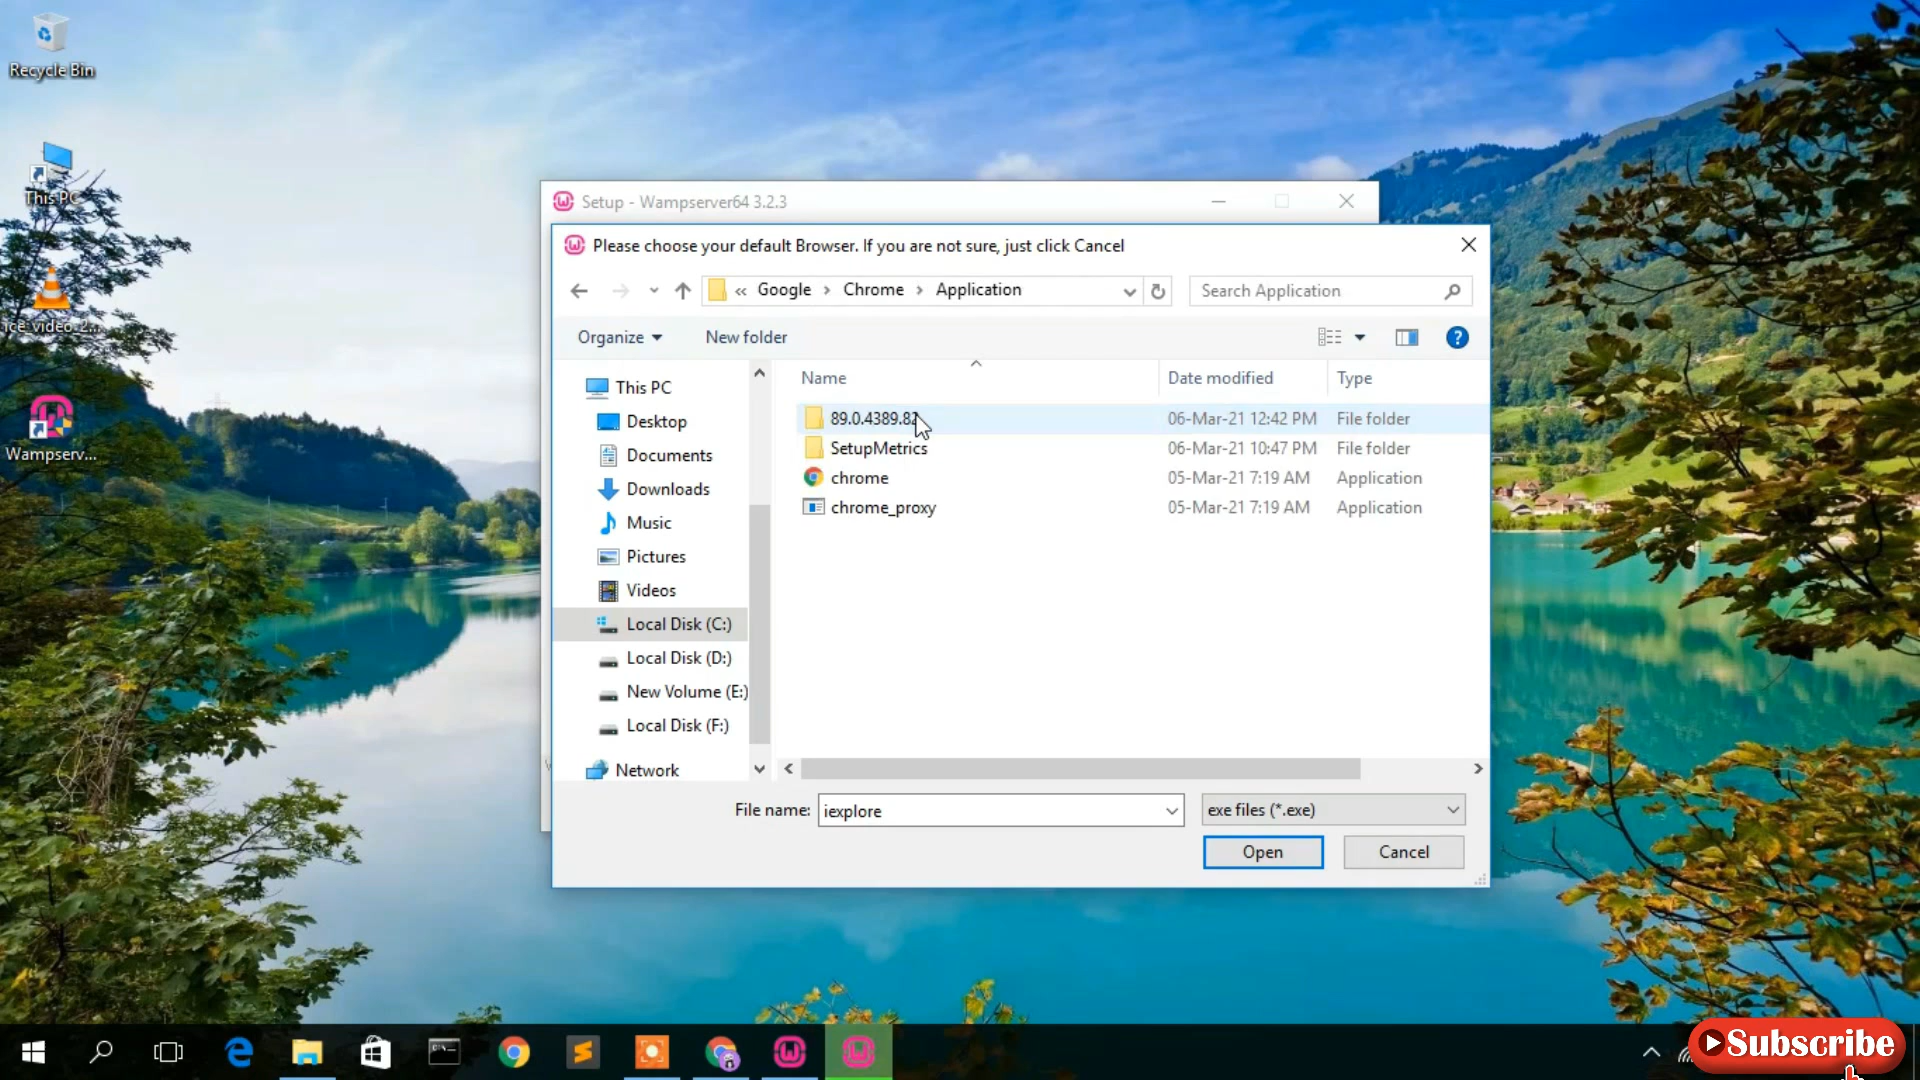 Recycle Bin
This PC
ice_video_2...
Wampserv...
Setup - Wampserver64 3.2.3
Please choose your default Browser. If you are not sure, just click Cancel
« Google › Chrome › Application
Search Application
Organize
New folder
Name
Date modified
Type
This PC
Desktop
Documents
Downloads
Music
Pictures
Videos
Local Disk (C:)
Local Disk (D:)
New Volume (E:)
Local Disk (F:)
Network
89.0.4389.82 06-Mar-21 12:42 PM File folder
SetupMetrics 06-Mar-21 10:47 PM File folder
chrome 05-Mar-21 7:19 AM Application
chrome_proxy 05-Mar-21 7:19 AM Application
File name: iexplore
exe files (*.exe)
Open
Cancel
Subscribe